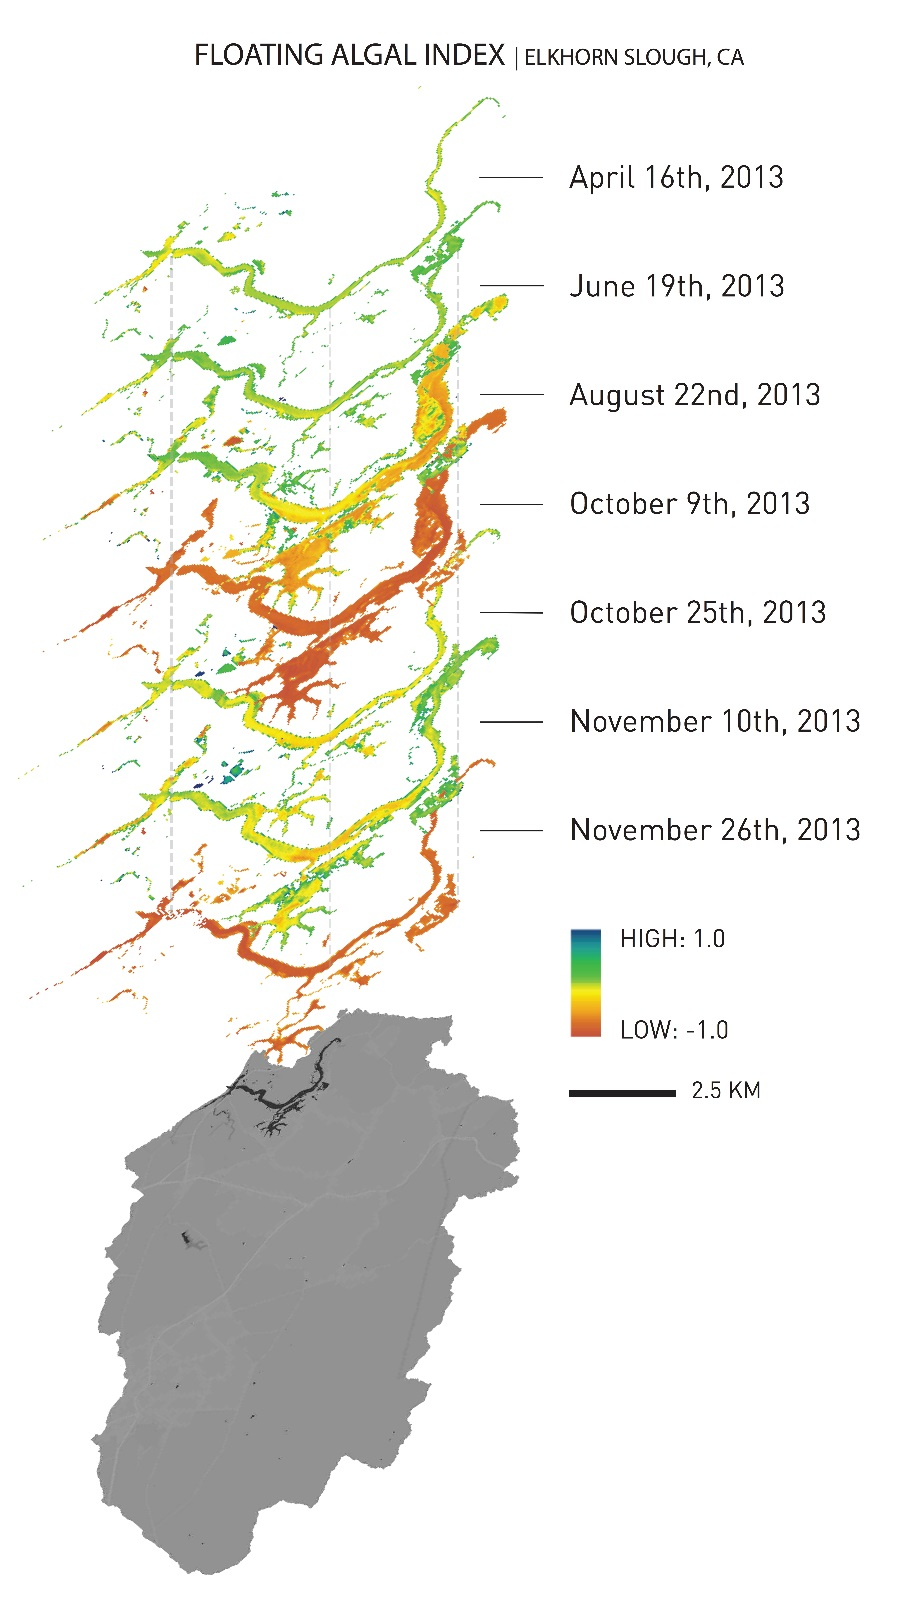 FLOATING ALGAL INDEX | ELKHORN SLOUGH, CA
April 16th, 2013
June 19th, 2013
August 22nd, 2013
October 9th, 2013
October 25th, 2013
November 10th, 2013
November 26th, 2013
HIGH: 1.0
LOW: -1.0
2.5 KM